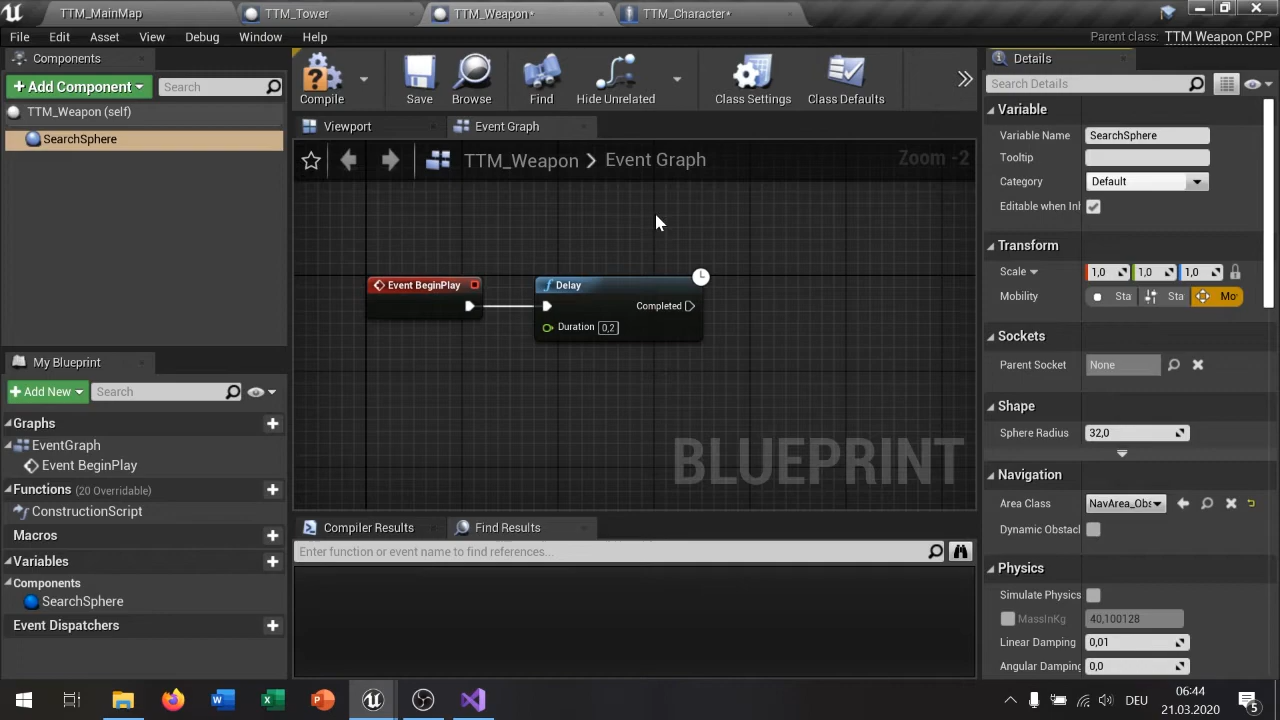 TTM_MainMap
TTM_Tower
TTM_Weapon*
TTM_Character*
File Edit Asset View Debug Window Help
Parent class: TTM Weapon CPP
Components
Add Component
Search
TTM_Weapon (self)
SearchSphere
My Blueprint
Add New
Search
Graphs
EventGraph
Event BeginPlay
Functions (20 Overridable)
ConstructionScript
Macros
Variables
Components
SearchSphere
Event Dispatchers
Compile
Save
Browse
Find
Hide Unrelated
Class Settings
Class Defaults
Viewport
Event Graph
TTM_Weapon > Event Graph
Zoom -2
Event BeginPlay
Delay
Completed
Duration 0,2
BLUEPRINT
Compiler Results
Find Results
Enter function or event name to find references...
Details
Search Details
Variable
Variable Name SearchSphere
Tooltip
Category Default
Editable when Inh
Transform
Scale 1,0 1,0 1,0
Mobility Sta Sta Mo
Sockets
Parent Socket None
Shape
Sphere Radius 32,0
Navigation
Area Class NavArea_Obs
Dynamic Obstacl
Physics
Simulate Physics
MassInKg 40,100128
Linear Damping 0,01
Angular Damping 0,0
DEU
06:44
21.03.2020
5